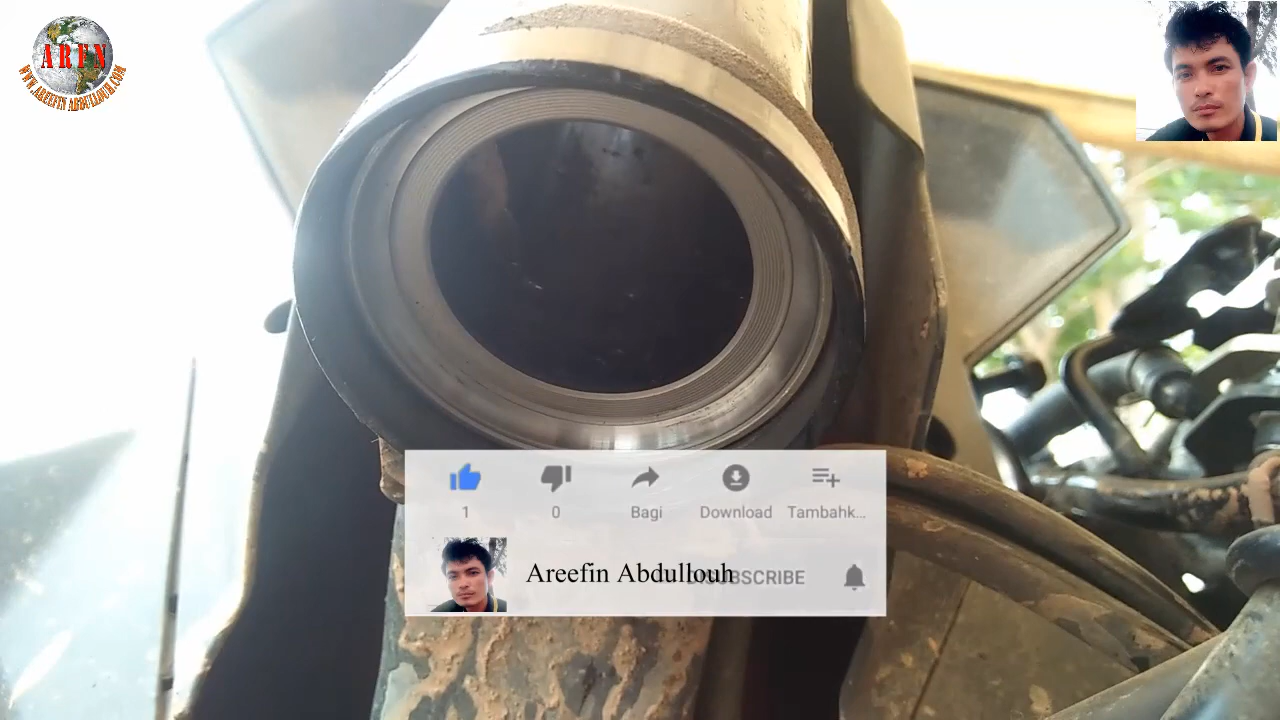 ARFN
WWW.AREEFIN ABDULLOUH.COM
1
0
Bagi
Download
Tambahk...
Areefin Abdullouh
SUBSCRIBE